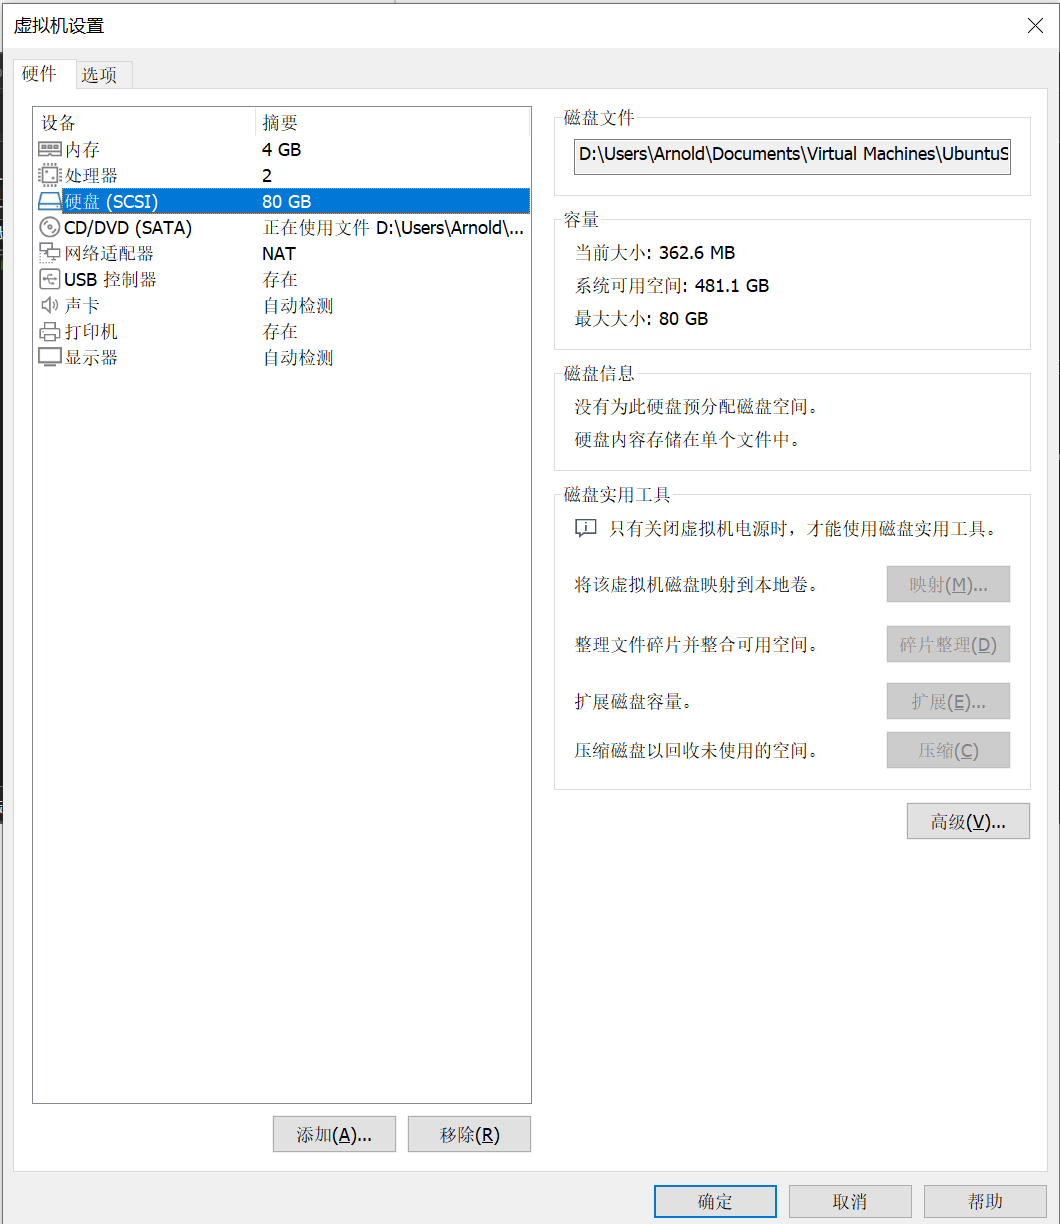 虚拟机设置
硬件 选项
设备 摘要
内存 4 GB
处理器 2
硬盘 (SCSI) 80 GB
CD/DVD (SATA) 正在使用文件 D:\Users\Arnold\...
网络适配器 NAT
USB 控制器 存在
声卡 自动检测
打印机 存在
显示器 自动检测
添加(A)... 移除(R)
磁盘文件
D:\Users\Arnold\Documents\Virtual Machines\UbuntuS
容量
当前大小: 362.6 MB
系统可用空间: 481.1 GB
最大大小: 80 GB
磁盘信息
没有为此硬盘预分配磁盘空间。
硬盘内容存储在单个文件中。
磁盘实用工具
只有关闭虚拟机电源时，才能使用磁盘实用工具。
将该虚拟机磁盘映射到本地卷。 映射(M)...
整理文件碎片并整合可用空间。 碎片整理(D)
扩展磁盘容量。 扩展(E)...
压缩磁盘以回收未使用的空间。 压缩(C)
高级(V)...
确定 取消 帮助